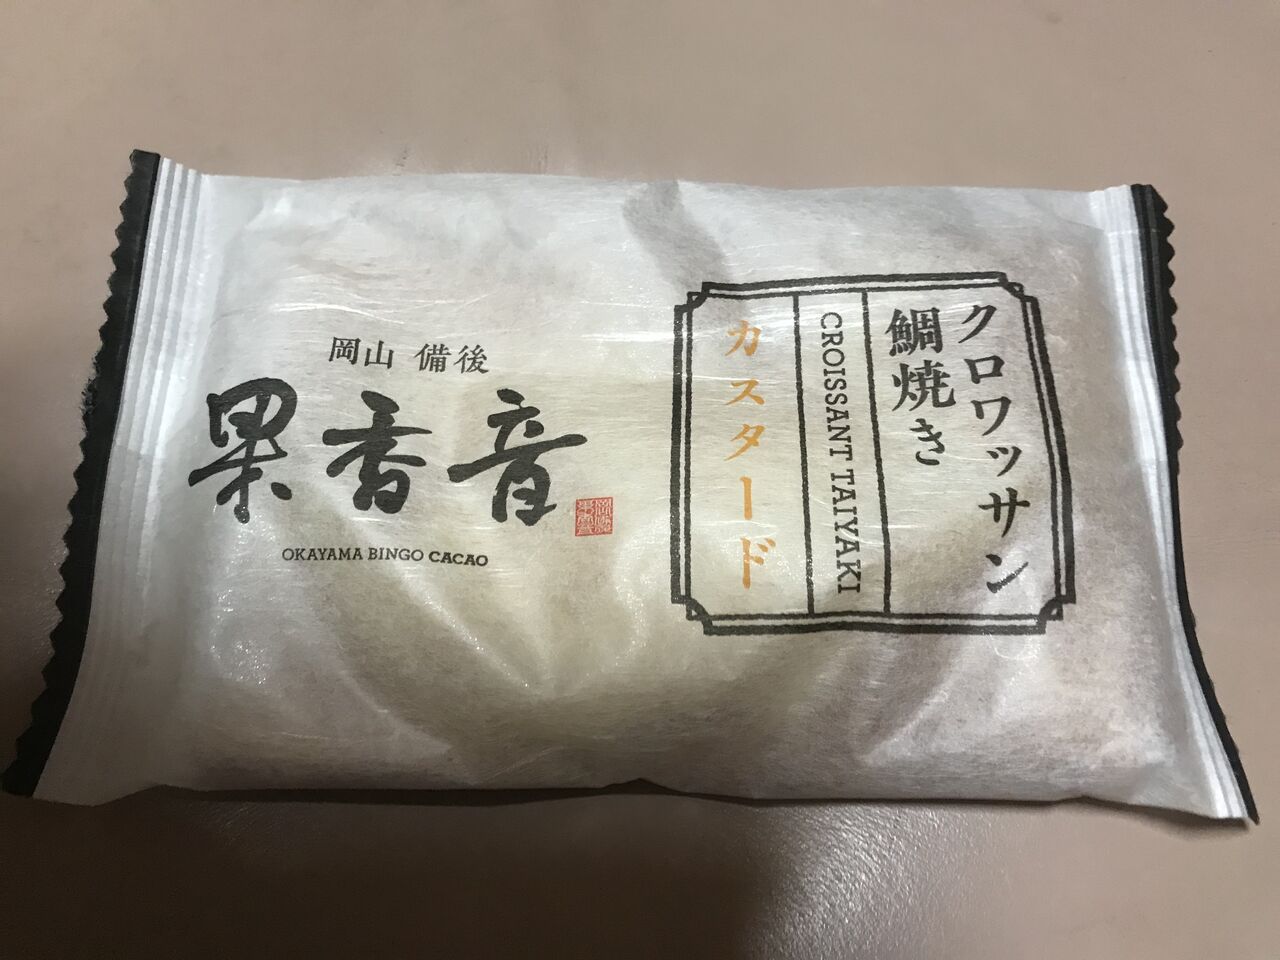 岡山 備後
果香音
OKAYAMA BINGO CACAO
クロワッサン
鯛焼き
CROISSANT TAIYAKI
カスタード